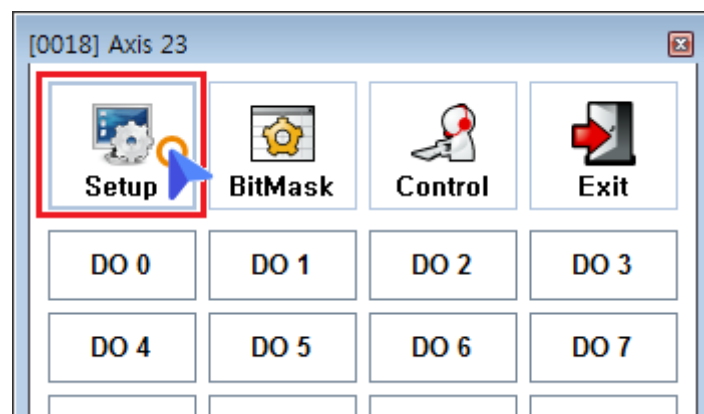 [0018] Axis 23
Setup BitMask Control Exit
DO 0 DO 1 DO 2 DO 3
DO 4 DO 5 DO 6 DO 7